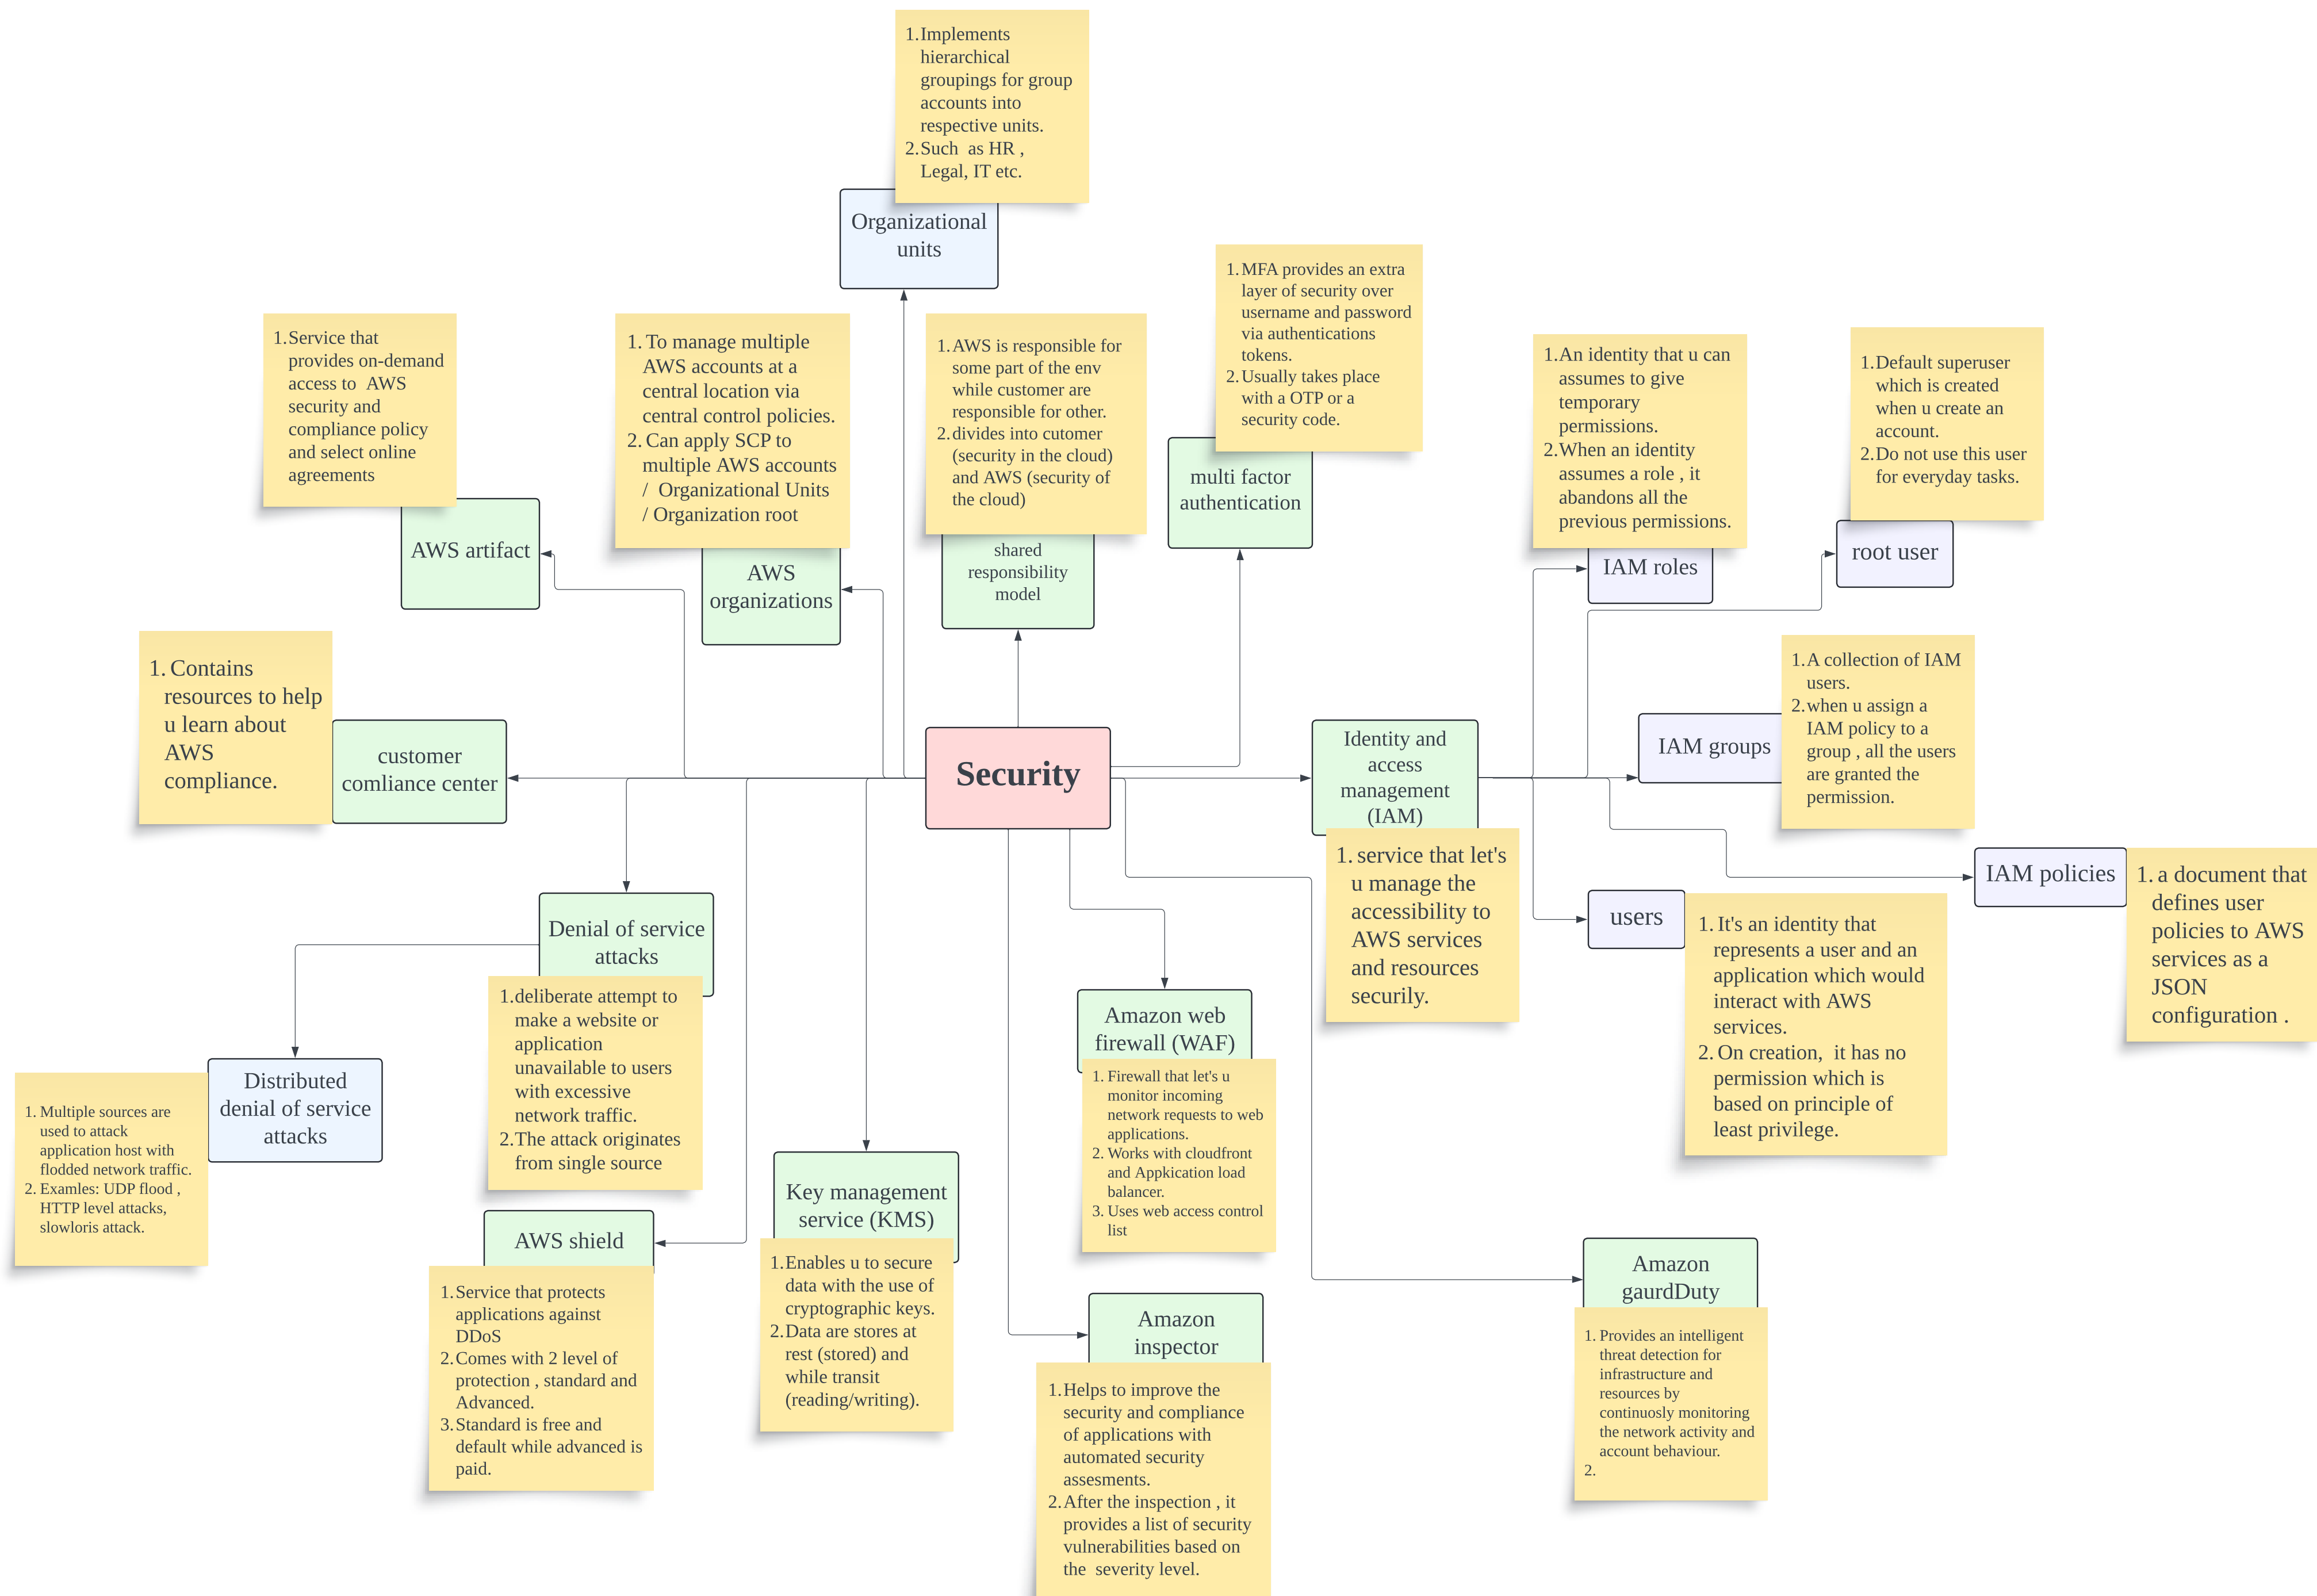 1. Implements
hierarchical
groupings for group
accounts into
respective units.
2. Such  as HR ,
Legal, IT etc.
Organizational
units
1. MFA provides an extra
layer of security over
username and password
via authentications
tokens.
2. Usually takes place
with a OTP or a
security code.
multi factor
authentication
1. Service that
provides on-demand
access to  AWS
security and
compliance policy
and select online
agreements
AWS artifact
1. To manage multiple
AWS accounts at a
central location via
central control policies.
2. Can apply SCP to
multiple AWS accounts
/  Organizational Units
/ Organization root
AWS
organizations
1. AWS is responsible for
some part of the env
while customer are
responsible for other.
2. divides into cutomer
(security in the cloud)
and AWS (security of
the cloud)
shared
responsibility
model
1. An identity that u can
assumes to give
temporary
permissions.
2. When an identity
assumes a role , it
abandons all the
previous permissions.
IAM roles
1. Default superuser
which is created
when u create an
account.
2. Do not use this user
for everyday tasks.
root user
1. Contains
resources to help
u learn about
AWS
compliance.
customer
comliance center
Security
Identity and
access
management
(IAM)
1. service that let's
u manage the
accessibility to
AWS services
and resources
securily.
IAM groups
1. A collection of IAM
users.
2. when u assign a
IAM policy to a
group , all the users
are granted the
permission.
IAM policies
1. a document that
defines user
policies to AWS
services as a
JSON
configuration .
users
1. It's an identity that
represents a user and an
application which would
interact with AWS
services.
2. On creation,  it has no
permission which is
based on principle of
least privilege.
Denial of service
attacks
1. deliberate attempt to
make a website or
application
unavailable to users
with excessive
network traffic.
2. The attack originates
from single source
Distributed
denial of service
attacks
1. Multiple sources are
used to attack
application host with
flodded network traffic.
2. Examles: UDP flood ,
HTTP level attacks,
slowloris attack.
Amazon web
firewall (WAF)
1. Firewall that let's u
monitor incoming
network requests to web
applications.
2. Works with cloudfront
and Appkication load
balancer.
3. Uses web access control
list
Key management
service (KMS)
1. Enables u to secure
data with the use of
cryptographic keys.
2. Data are stores at
rest (stored) and
while transit
(reading/writing).
AWS shield
1. Service that protects
applications against
DDoS
2. Comes with 2 level of
protection , standard and
Advanced.
3. Standard is free and
default while advanced is
paid.
Amazon
inspector
1. Helps to improve the
security and compliance
of applications with
automated security
assesments.
2. After the inspection , it
provides a list of security
vulnerabilities based on
the  severity level.
Amazon
gaurdDuty
1. Provides an intelligent
threat detection for
infrastructure and
resources by
continuosly monitoring
the network activity and
account behaviour.
2.